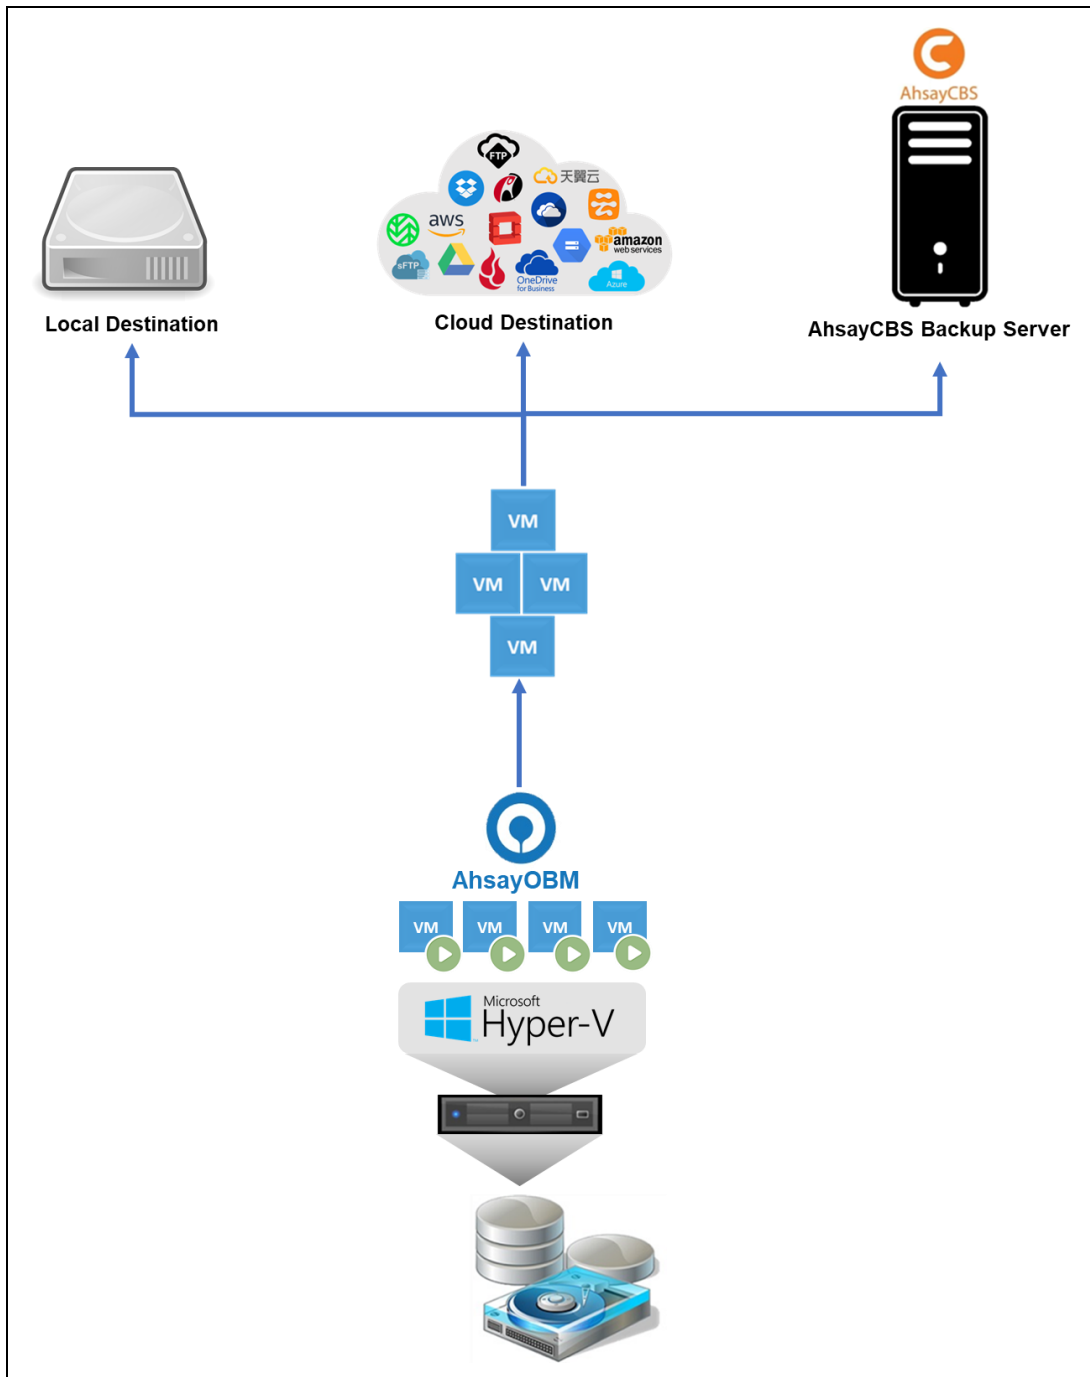 AhsayCBS
FTP
天翼云
aws
amazon
web services
sFTP
OneDrive
for Business
Azure
Local Destination
Cloud Destination
AhsayCBS Backup Server
VM
VM VM
VM
AhsayOBM
VM VM VM VM
Microsoft
Hyper-V